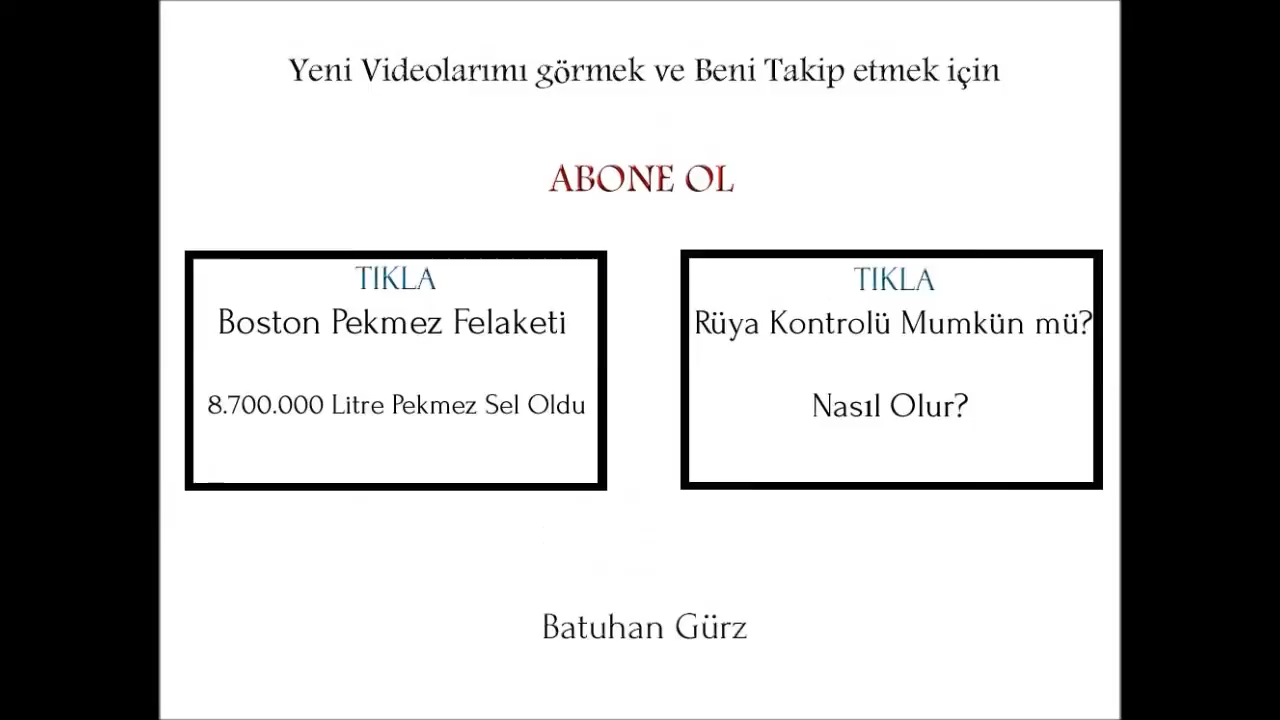 Yeni Videolarımı görmek ve Beni Takip etmek için
ABONE OL
TIKLA
Boston Pekmez Felaketi
8.700.000 Litre Pekmez Sel Oldu
TIKLA
Rüya Kontrolü Mumkün mü?
Nasıl Olur?
Batuhan Gürz